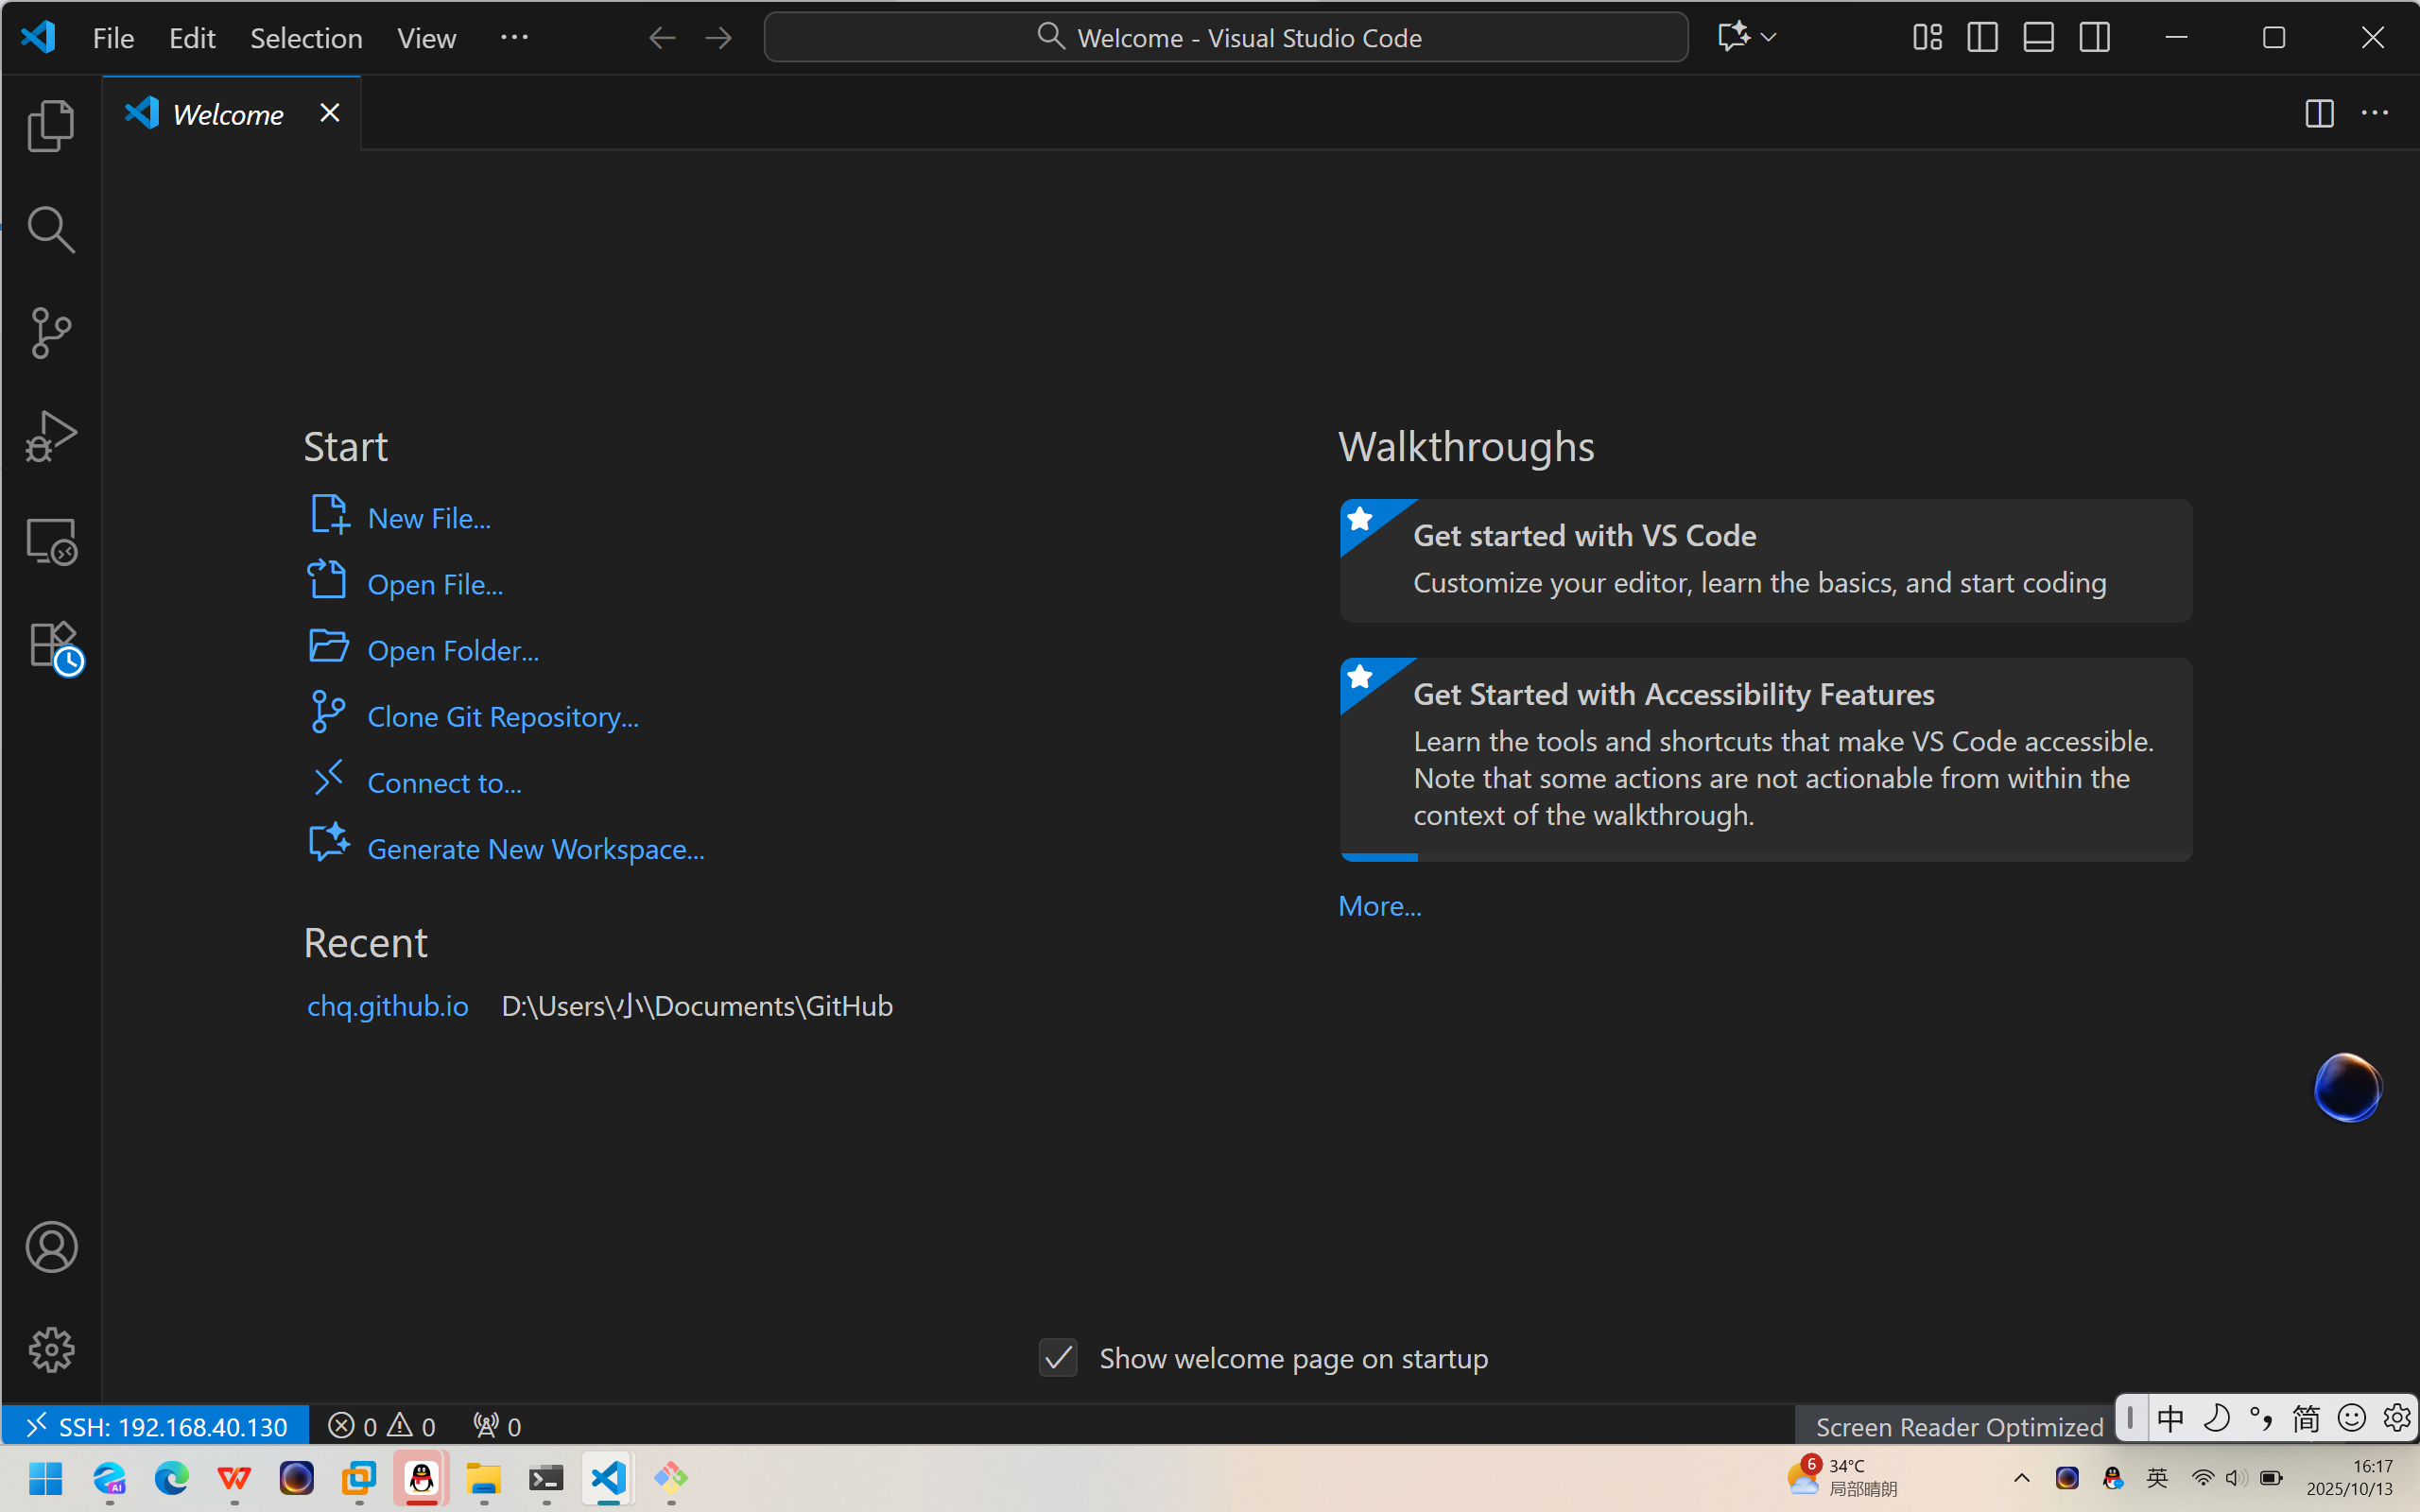 File Edit Selection View ···
Welcome - Visual Studio Code
Welcome
Start
New File...
Open File...
Open Folder...
Clone Git Repository...
Connect to...
Generate New Workspace...
Recent
chq.github.io D:\Users\小\Documents\GitHub
Walkthroughs
Get started with VS Code
Customize your editor, learn the basics, and start coding
Get Started with Accessibility Features
Learn the tools and shortcuts that make VS Code accessible.
Note that some actions are not actionable from within the
context of the walkthrough.
More...
Show welcome page on startup
SSH: 192.168.40.130 0 0 0
Screen Reader Optimized
中 简
AI
6
34°C
局部晴朗
英
16:17
2025/10/13